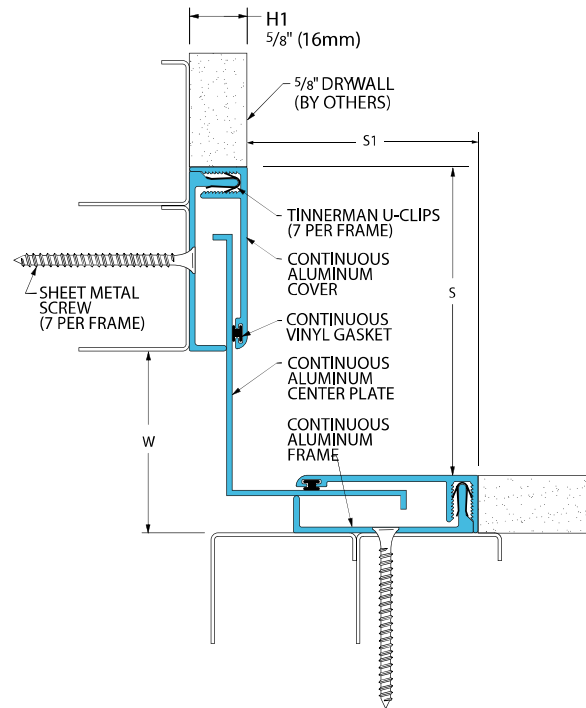 H1
5/8" (16mm)
5/8" DRYWALL
(BY OTHERS)
S1
TINNERMAN U-CLIPS
(7 PER FRAME)
CONTINUOUS
ALUMINUM
COVER
S
SHEET METAL
SCREW
(7 PER FRAME)
CONTINUOUS
VINYL GASKET
CONTINUOUS
ALUMINUM
CENTER PLATE
W
CONTINUOUS
ALUMINUM
FRAME